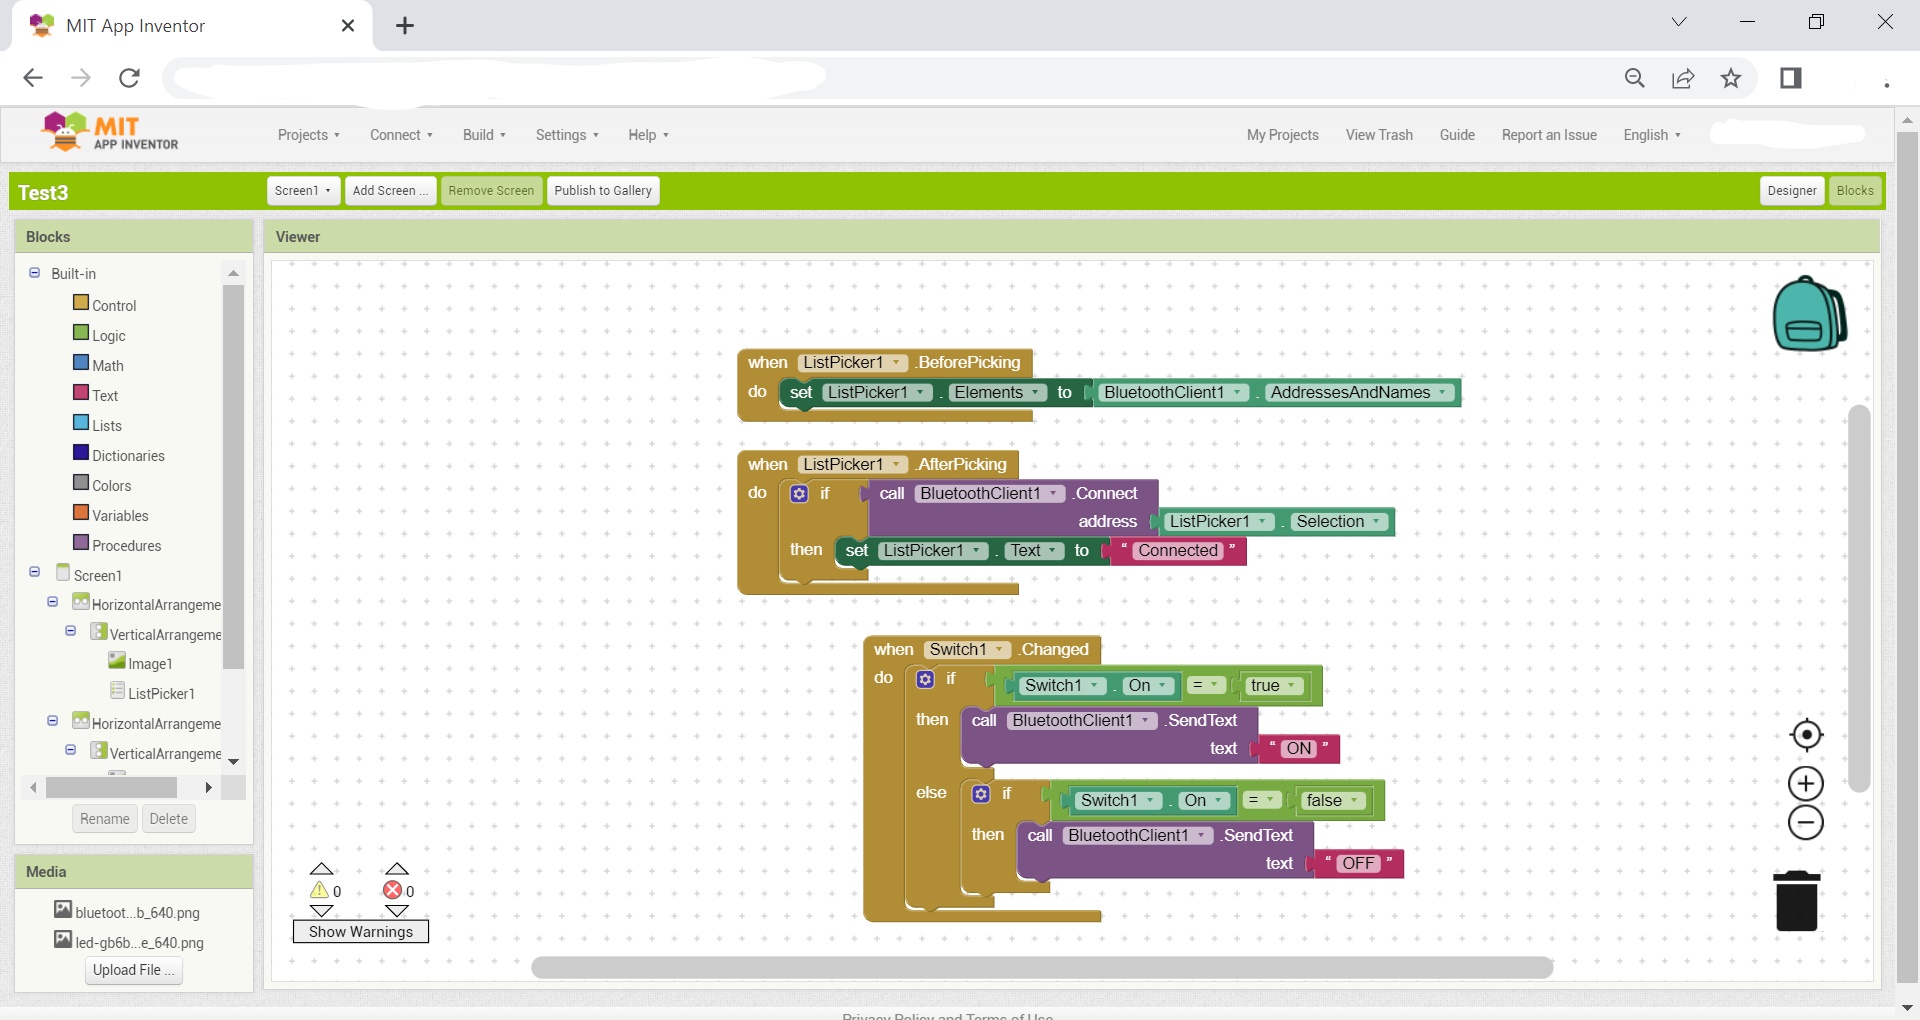 MIT App Inventor
MIT
APP INVENTOR
Projects Connect Build Settings Help My Projects View Trash Guide Report an Issue English
Test3 Screen1 Add Screen ... Remove Screen Publish to Gallery Designer Blocks
Blocks
Built-in
Control
Logic
Math
Text
Lists
Dictionaries
Colors
Variables
Procedures
Screen1
HorizontalArrangeme
VerticalArrangeme
Image1
ListPicker1
HorizontalArrangeme
VerticalArrangeme
Rename Delete
Media
bluetoot...b_640.png
led-gb6b...e_640.png
Upload File ...
Viewer
when ListPicker1 .BeforePicking
do set ListPicker1 . Elements to BluetoothClient1 . AddressesAndNames
when ListPicker1 .AfterPicking
do if call BluetoothClient1 .Connect
address ListPicker1 . Selection
then set ListPicker1 . Text to “ Connected ”
when Switch1 .Changed
do if Switch1 . On = true
then call BluetoothClient1 .SendText
text “ ON ”
else if Switch1 . On = false
then call BluetoothClient1 .SendText
text “ OFF ”
0 0
Show Warnings
Privacy Policy and Terms of Use